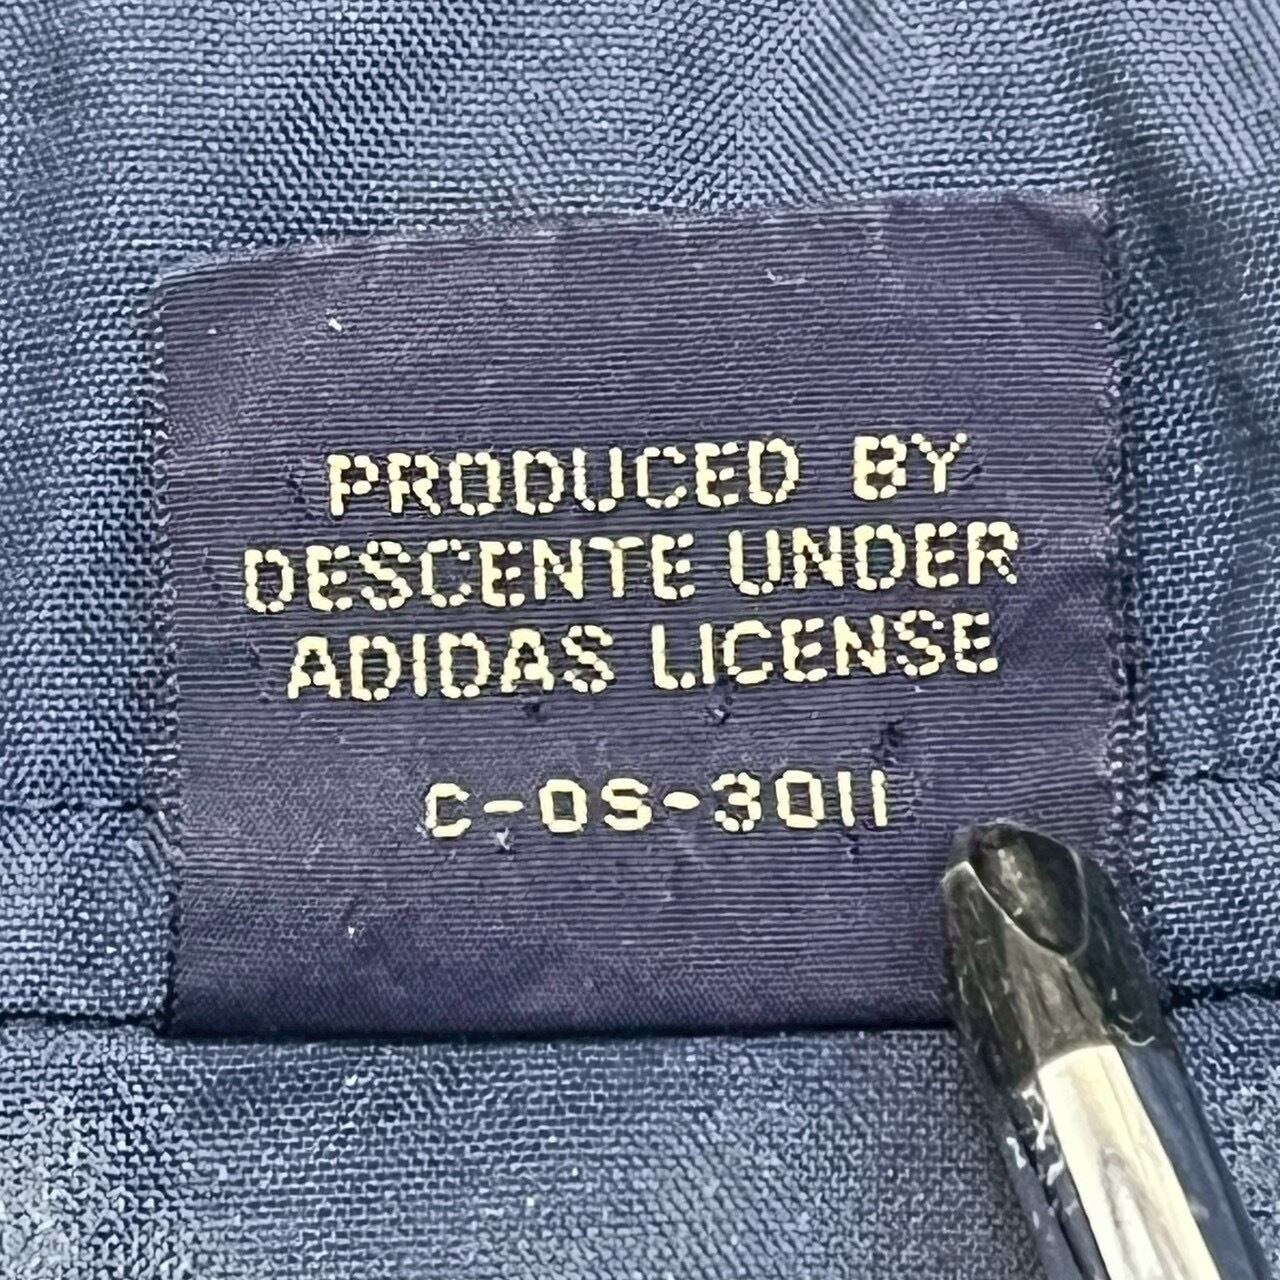 PRODUCED BY
DESCENTE UNDER
ADIDAS LICENSE
C-OS-3011